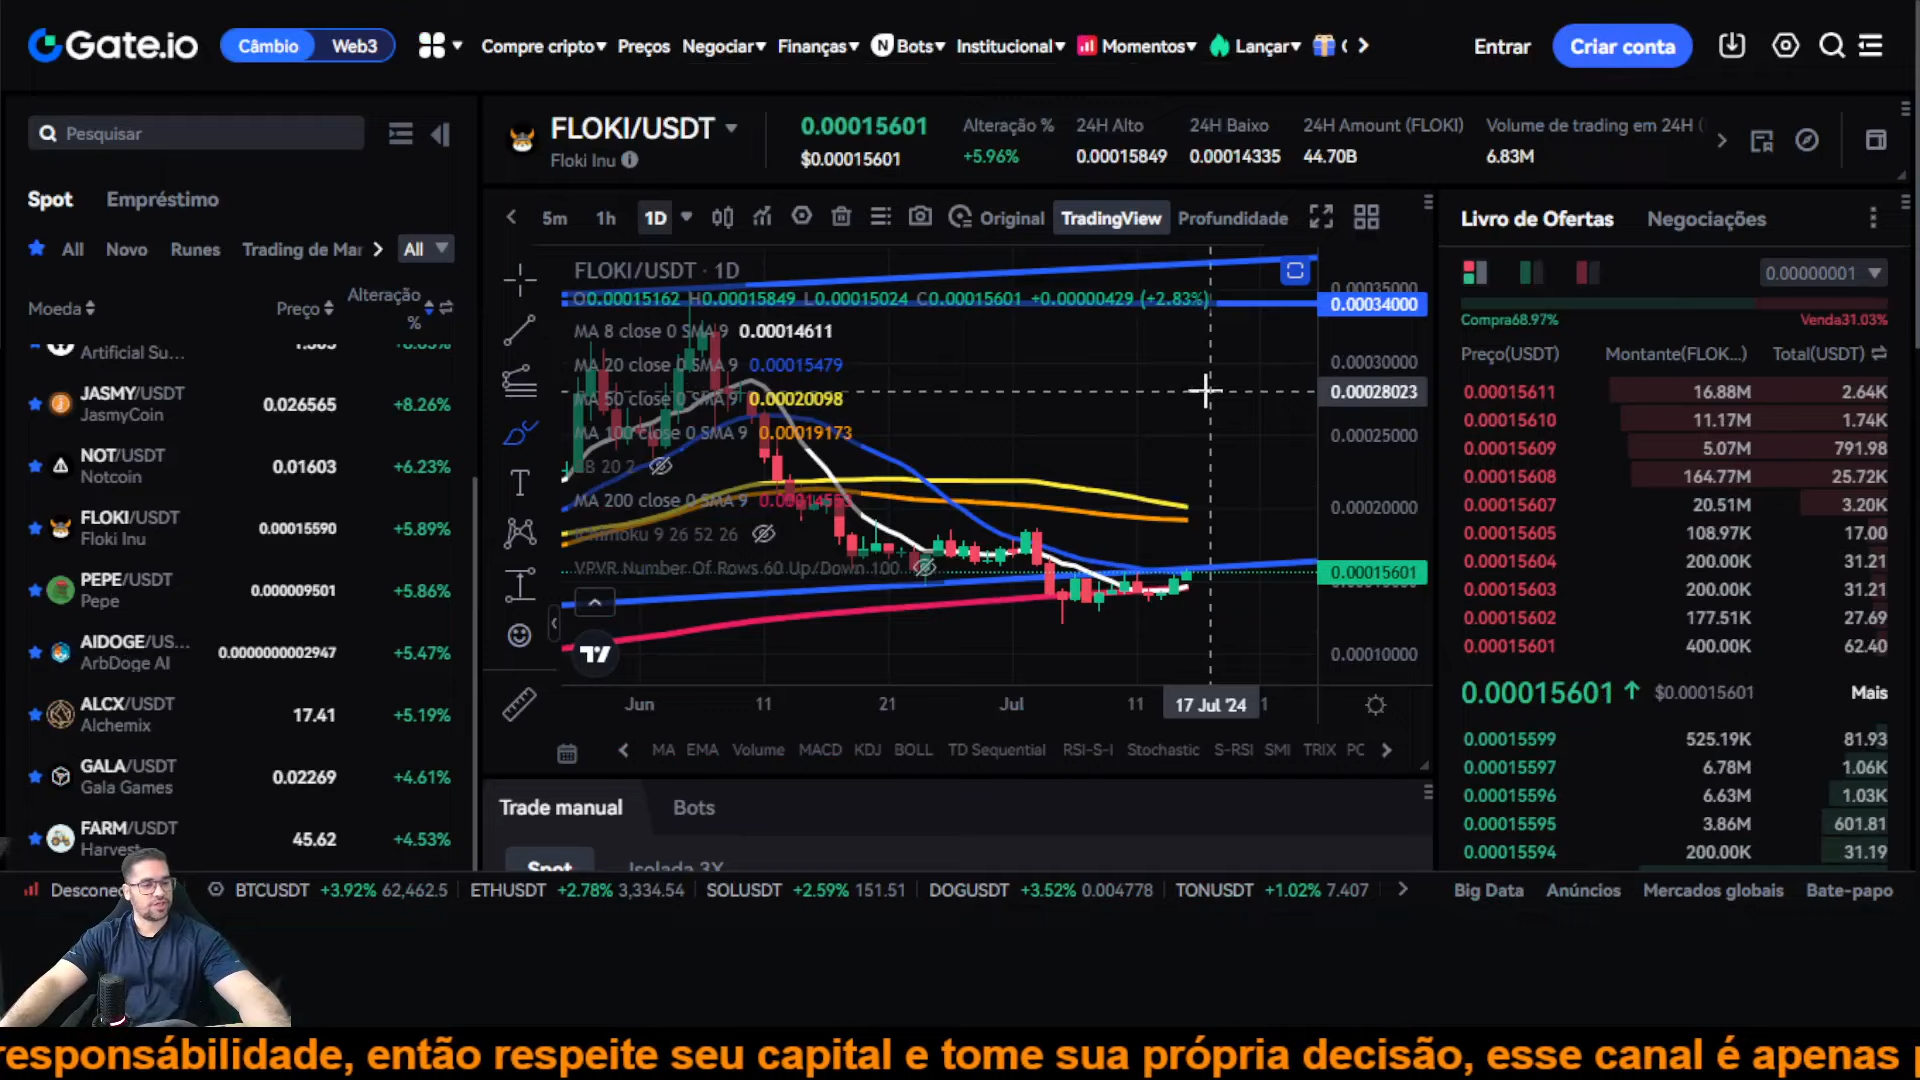 Gate.io
Câmbio
Web3
Compre cripto
Preços
Negociar
Finanças
Bots
Institucional
Momentos
Lançar
Entrar
Criar conta
Pesquisar
FLOKI/USDT
Floki Inu
0.00015601
$0.00015601
Alteração %
+5.96%
24H Alto
0.00015849
24H Baixo
0.00014335
24H Amount (FLOKI)
44.70B
Volume de trading em 24H (
6.83M
Spot
Empréstimo
All
Novo
Runes
Trading de Mar
All
Moeda
Preço
Alteração %
Artificial Su...
JASMY/USDT
JasmyCoin
0.026565
+8.26%
NOT/USDT
Notcoin
0.01603
+6.23%
FLOKI/USDT
Floki Inu
0.00015590
+5.89%
PEPE/USDT
Pepe
0.000009501
+5.86%
AIDOGE/US...
ArbDoge AI
0.0000000002947
+5.47%
ALCX/USDT
Alchemix
17.41
+5.19%
GALA/USDT
Gala Games
0.02269
+4.61%
FARM/USDT
Harvest
45.62
+4.53%
5m
1h
1D
Original
TradingView
Profundidade
FLOKI/USDT · 1D
O0.00015162 H0.00015849 L0.00015024 C0.00015601 +0.00000429 (+2.83%)
MA 8 close 0 SMA 9 0.00014611
MA 20 close 0 SMA 9 0.00015479
MA 50 close 0 SMA 9 0.00020098
MA 100 close 0 SMA 9 0.00019173
BB 20 2
MA 200 close 0 SMA 9
Ichimoku 9 26 52 26
VPVR Number Of Rows 60 Up/Down 100
0.00035000
0.00034000
0.00030000
0.00028023
0.00025000
0.00020000
0.00015601
0.00010000
Jun
11
21
Jul
11
17 Jul '24
MA
EMA
Volume
MACD
KDJ
BOLL
TD Sequential
RSI-S-I
Stochastic
S-RSI
SMI
TRIX
PC
Trade manual
Bots
Spot
Isolada 3X
Livro de Ofertas
Negociações
0.00000001
Compra68.97%
Venda31.03%
Preço(USDT)
Montante(FLOK...)
Total(USDT)
0.00015611 16.88M 2.64K
0.00015610 11.17M 1.74K
0.00015609 5.07M 791.98
0.00015608 164.77M 25.72K
0.00015607 20.51M 3.20K
0.00015605 108.97K 17.00
0.00015604 200.00K 31.21
0.00015603 200.00K 31.21
0.00015602 177.51K 27.69
0.00015601 400.00K 62.40
0.00015601 $0.00015601 Mais
0.00015599 525.19K 81.93
0.00015597 6.78M 1.06K
0.00015596 6.63M 1.03K
0.00015595 3.86M 601.81
0.00015594 200.00K 31.19
Desconec
BTCUSDT +3.92% 62,462.5
ETHUSDT +2.78% 3,334.54
SOLUSDT +2.59% 151.51
DOGUSDT +3.52% 0.004778
TONUSDT +1.02% 7.407
Big Data
Anúncios
Mercados globais
Bate-papo
responsábilidade, então respeite seu capital e tome sua própria decisão, esse canal é apenas